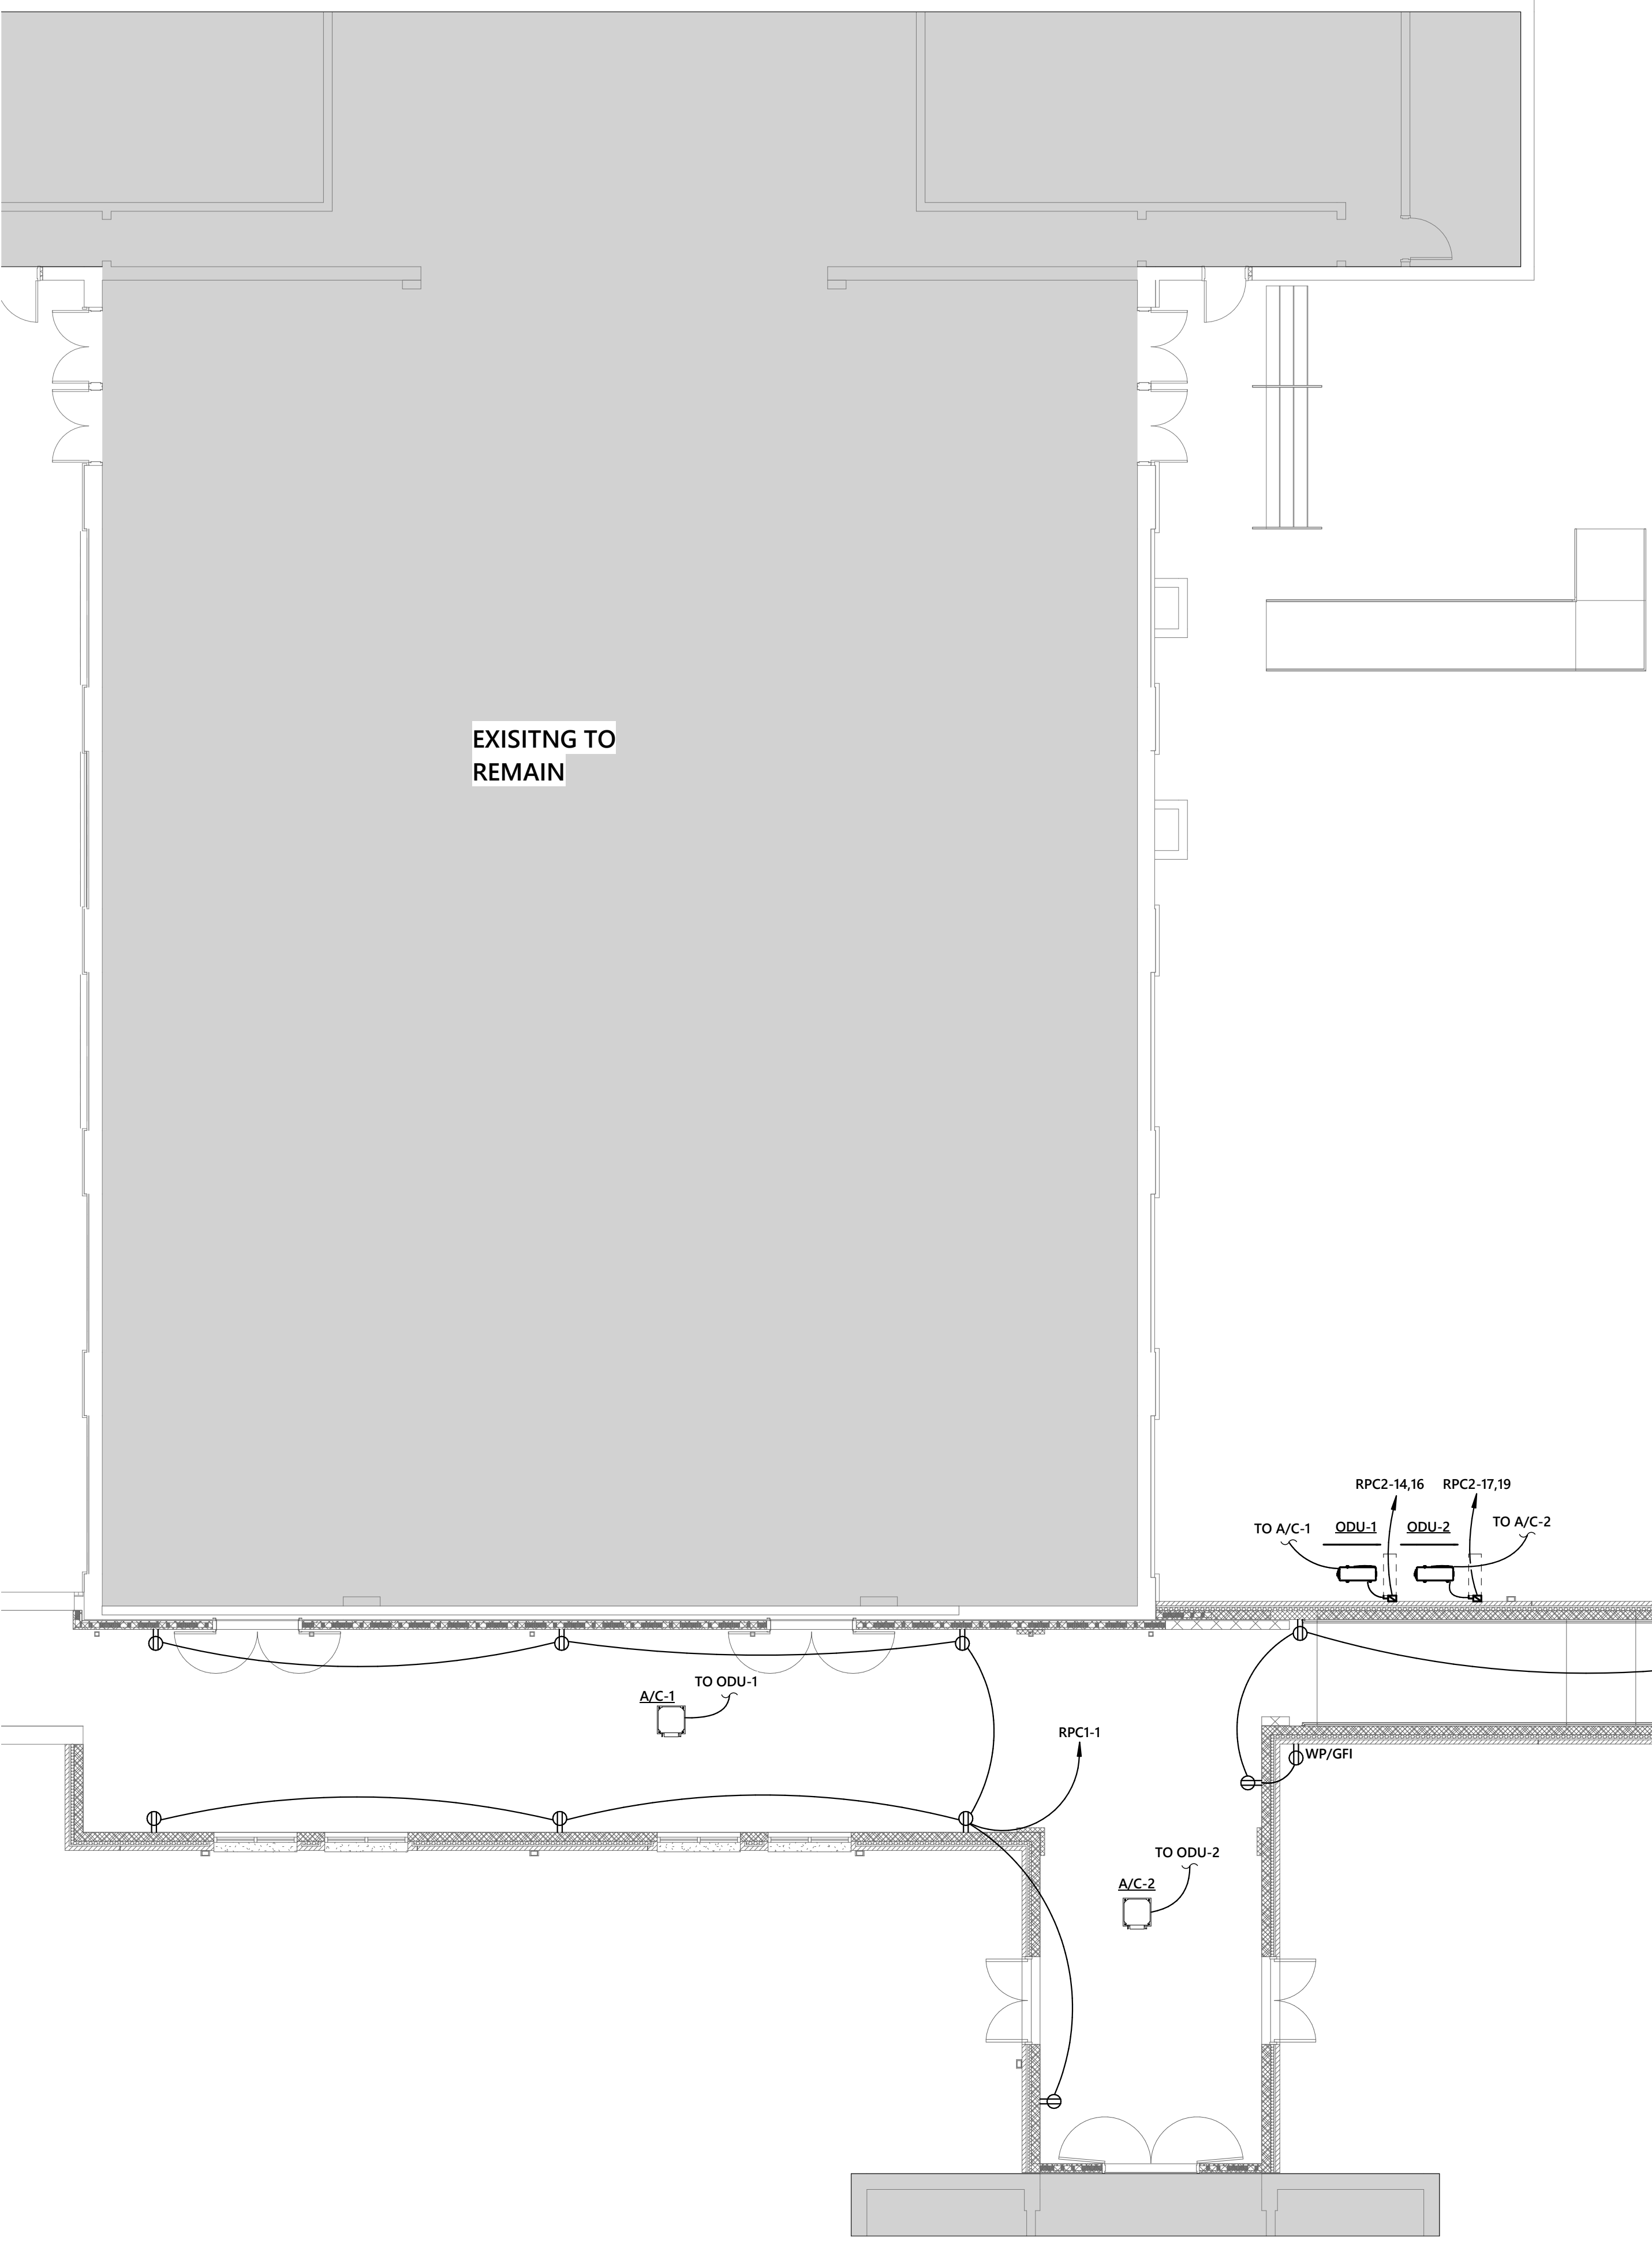 EXISITNG TO
REMAIN
RPC2-14,16
RPC2-17,19
TO A/C-1
ODU-1
ODU-2
TO A/C-2
TO ODU-1
A/C-1
RPC1-1
WP/GFI
TO ODU-2
A/C-2